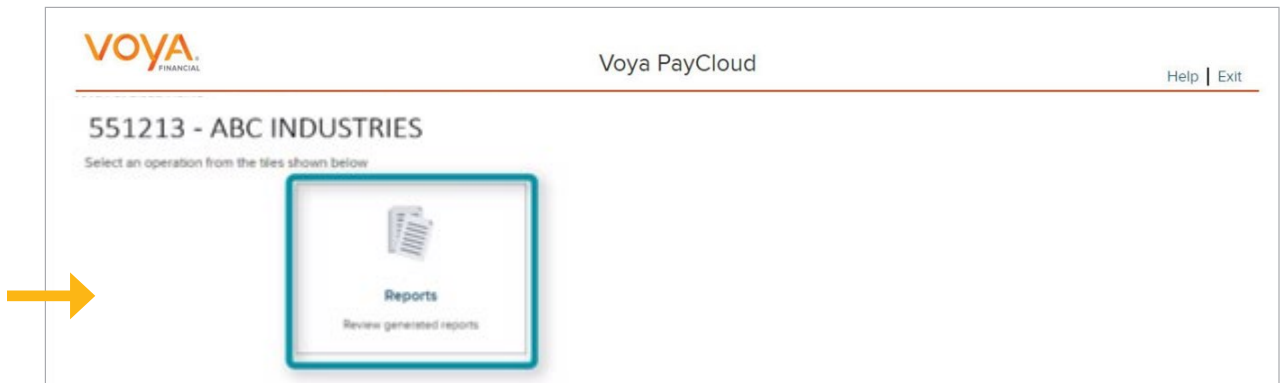 VOYA
FINANCIAL
Voya PayCloud
Help | Exit
551213 - ABC INDUSTRIES
Select an operation from the tiles shown below
Reports
Review generated reports